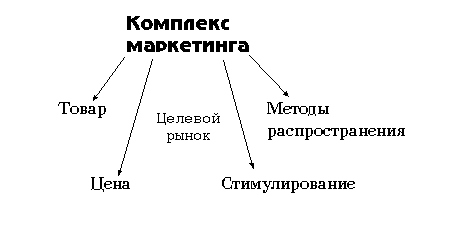 Комплекс
маркетинга
Товар
Методы
распространения
Целевой
рынок
Цена
Стимулирование